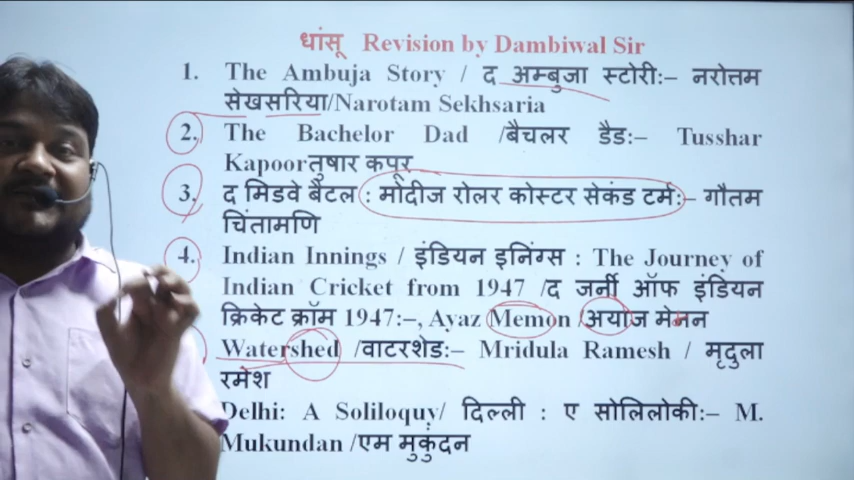 धांसू Revision by Dambiwal Sir
1. The Ambuja Story / द अम्बुजा स्टोरी:– नरोत्तम
सेखसरिया/Narotam Sekhsaria
2. The Bachelor Dad /बैचलर डैड:– Tusshar
Kapoorतुषार कपूर
3. द मिडवे बैटल : मोदीज रोलर कोस्टर सेकंड टर्म:– गौतम
चिंतामणि
4. Indian Innings / इंडियन इनिंग्स : The Journey of
Indian Cricket from 1947 /द जर्नी ऑफ इंडियन
क्रिकेट क्रॉम 1947:–, Ayaz Memon /अयाज मेनन
Watershed /वाटरशेड:– Mridula Ramesh / मृदुला
रमेश
Delhi: A Soliloquy/ दिल्ली : ए सोलिलोकी:– M.
Mukundan /एम मुकुंदन